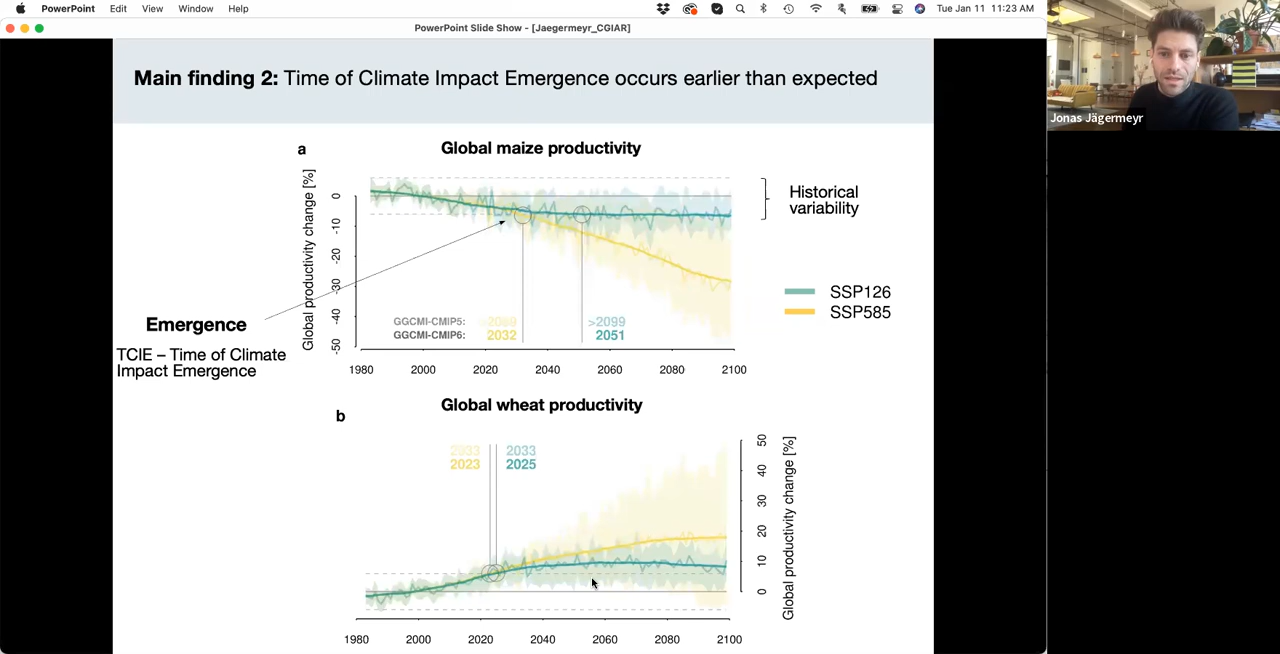 PowerPoint File Edit View Window Help Tue Jan 11 11:23 AM
PowerPoint Slide Show - [Jaegermeyr_CGIAR]
Jonas Jägermeyr
Main finding 2: Time of Climate Impact Emergence occurs earlier than expected
a
Global maize productivity
Global productivity change [%]
0
-10
-20
-30
-40
-50
Historical
variability
SSP126
SSP585
Emergence
TCIE – Time of Climate
Impact Emergence
GGCMI-CMIP5: >2099
GGCMI-CMIP6: 2032 2051
1980 2000 2020 2040 2060 2080 2100
b
Global wheat productivity
2033 2033
2023 2025
50
40
30
20
10
0
Global productivity change [%]
1980 2000 2020 2040 2060 2080 2100